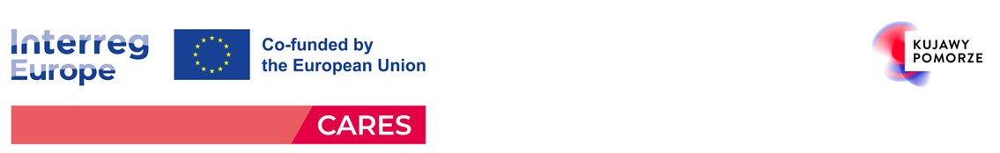 Interreg
Europe
Co-funded by
the European Union
CARES
KUJAWY
POMORZE